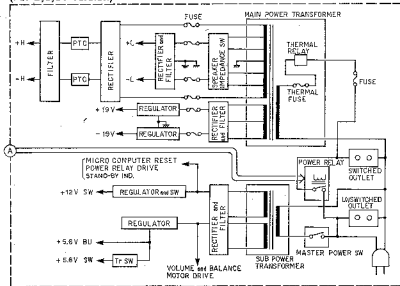 FUSE
MAIN POWER TRANSFORMER
+H
PTC
FILTER
RECTIFIER
+L
RECTIFIER and FILTER
SPEAKER IMPEDANCE SW
THERMAL RELAY
-H
PTC
-L
THERMAL FUSE
FUSE
+19V
REGULATOR
-19V
REGULATOR
RECTIFIER and FILTER
A
MICRO COMPUTER RESET
POWER RELAY DRIVE
STAND-BY IND.
POWER RELAY
SWITCHED OUTLET
+12V SW
REGULATOR and SW
RECTIFIER and FILTER
UNSWITCHED OUTLET
REGULATOR
+5.6V BU
+5.6V SW
Tr SW
VOLUME and BALANCE
MOTOR DRIVE
SUB POWER
TRANSFORMER
MASTER POWER SW